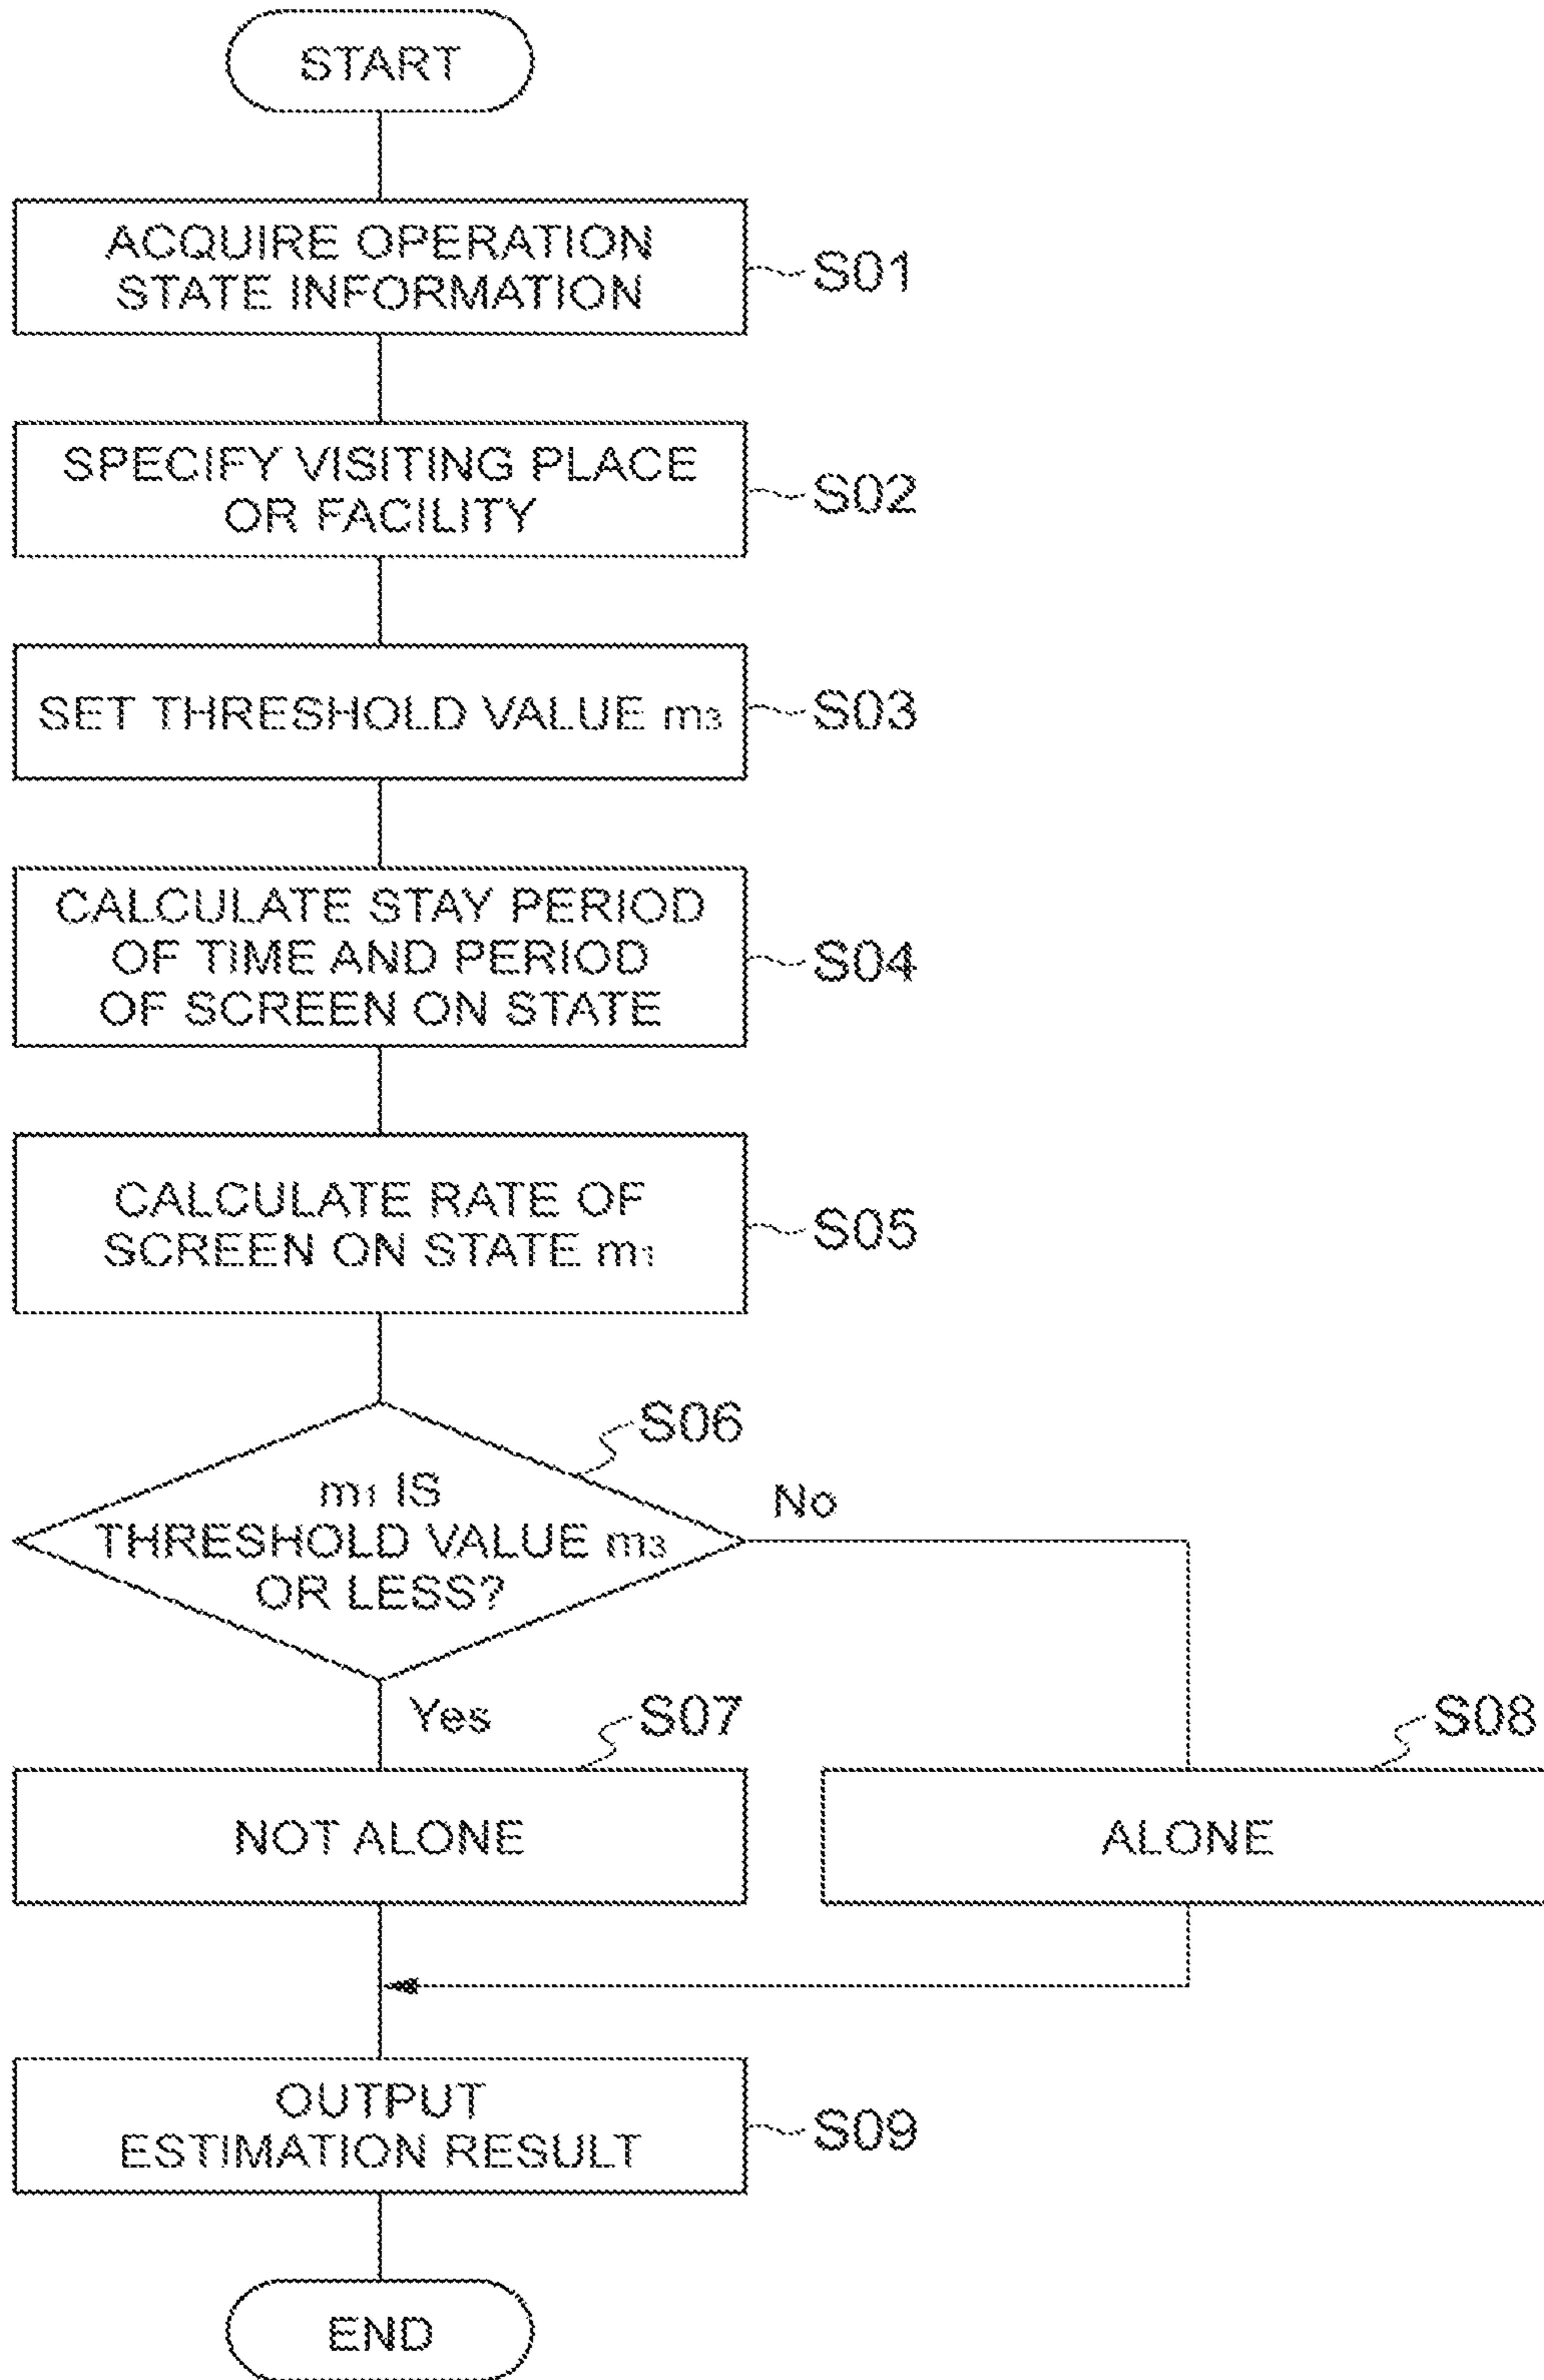 START
ACQUIRE OPERATION
STATE INFORMATION
S01
SPECIFY VISITING PLACE
OR FACILITY
S02
SET THRESHOLD VALUE m₃
S03
CALCULATE STAY PERIOD
OF TIME AND PERIOD
OF SCREEN ON STATE
S04
CALCULATE RATE OF
SCREEN ON STATE m₁
S05
S06
m₁ IS
THRESHOLD VALUE m₃
OR LESS?
No
Yes
S07
S08
NOT ALONE
ALONE
OUTPUT
ESTIMATION RESULT
S09
END